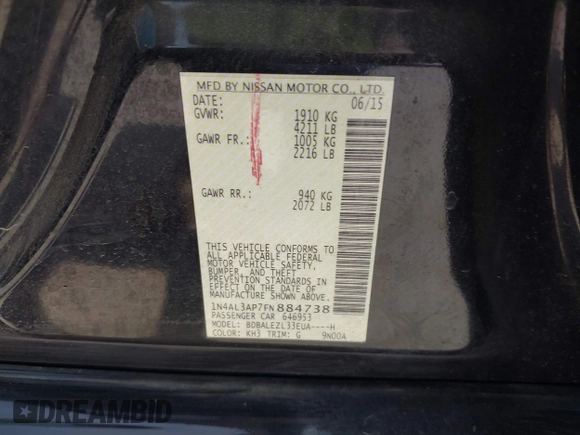 MFD BY NISSAN MOTOR CO., LTD.
DATE: 06/15
GVWR: 1910 KG
4211 LB
GAWR FR.: 1005 KG
2216 LB
GAWR RR.: 940 KG
2072 LB
THIS VEHICLE CONFORMS TO
ALL APPLICABLE FEDERAL
MOTOR VEHICLE SAFETY,
BUMPER, AND THEFT
PREVENTION STANDARDS IN
EFFECT ON THE DATE OF
MANUFACTURE SHOWN ABOVE.
1N4AL3AP7FN884738
PASSENGER CAR 646953
MODEL: BDBALEZL33EUA----H
COLOR: KH3 TRIM: G 9N00A
DREAMBID